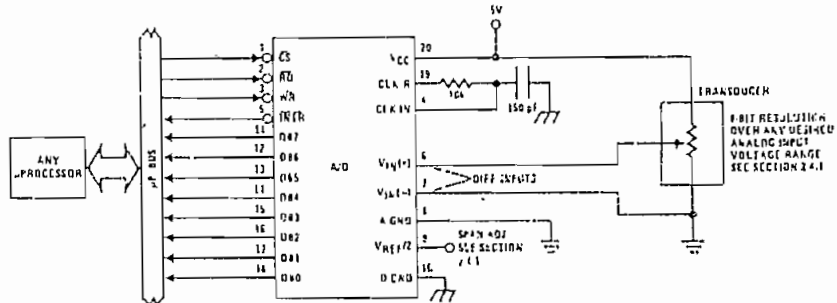 5V
1 CS
2 RD
3 WR
5 INTR
11 DB7
12 DB6
13 DB5
14 DB4
15 DB3
16 DB2
17 DB1
18 DB0
ANY
µPROCESSOR
µP BUS
A/D
VCC 20
CLK R 19
10k
CLK IN 4
150 pF
VIN(+) 6
DIFF INPUTS
VIN(-) 7
A GND 8
VREF/2 9
SPAN ADJ
SEE SECTION
D GND 10
TRANSDUCER
8-BIT RESOLUTION
OVER ANY DESIRED
ANALOG INPUT
VOLTAGE RANGE
SEE SECTION 2.4.1